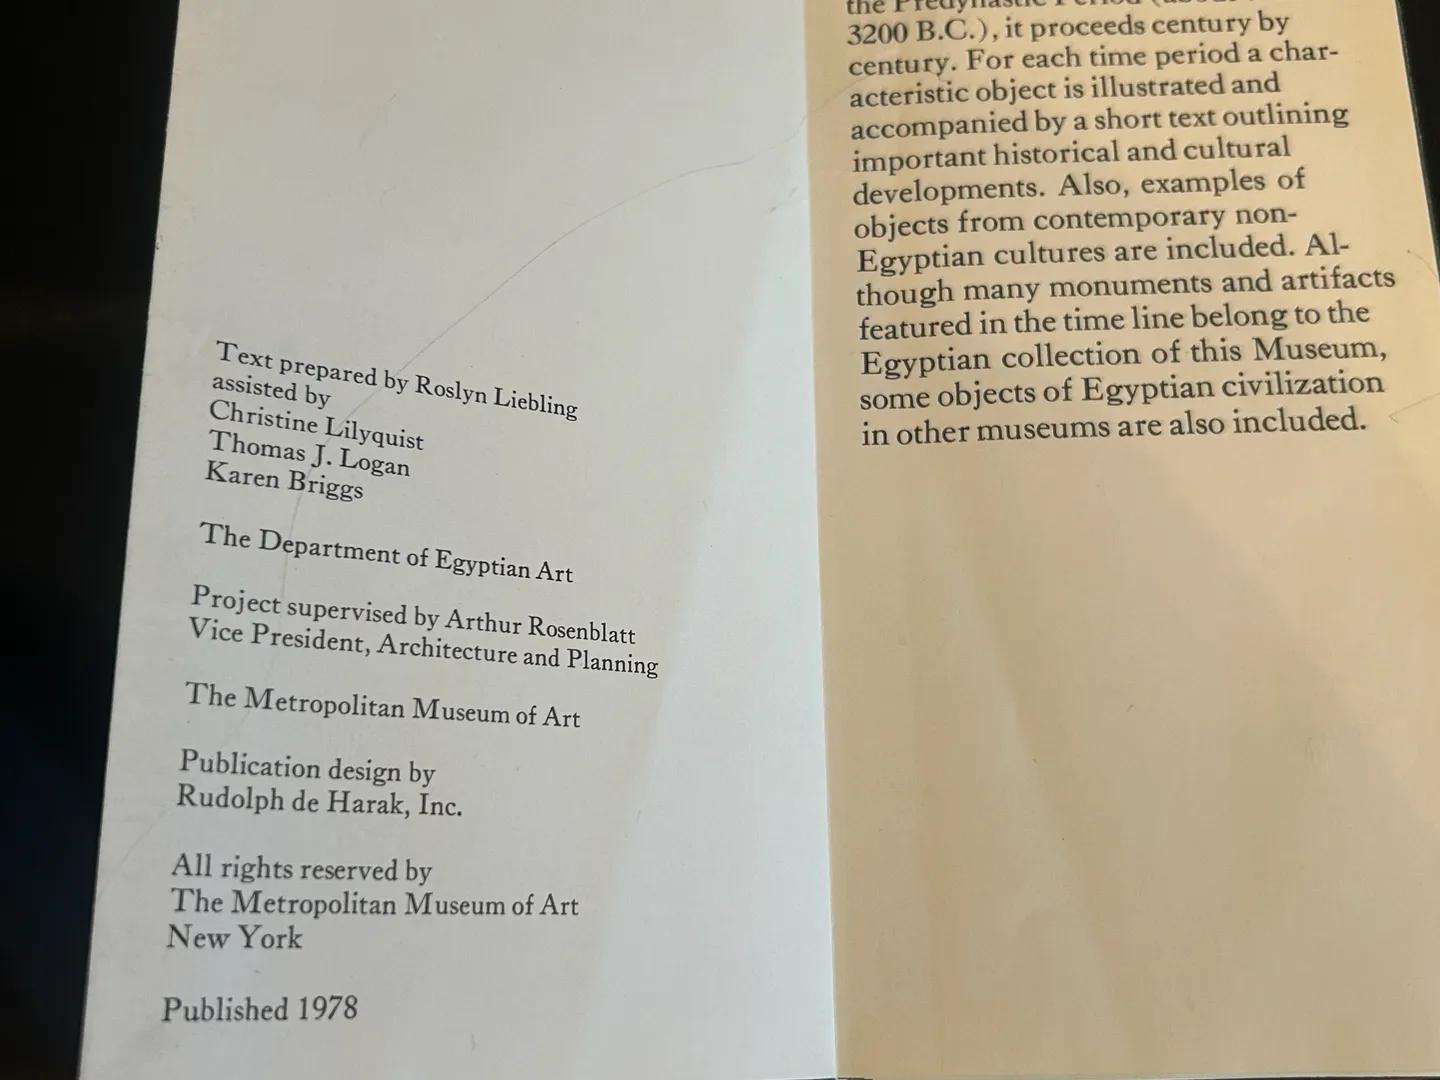 Text prepared by Roslyn Liebling
assisted by
Christine Lilyquist
Thomas J. Logan
Karen Briggs
The Department of Egyptian Art
Project supervised by Arthur Rosenblatt
Vice President, Architecture and Planning
The Metropolitan Museum of Art
Publication design by
Rudolph de Harak, Inc.
All rights reserved by
The Metropolitan Museum of Art
New York
Published 1978
the Predynastic Period
3200 B.C.), it proceeds century by
century. For each time period a char-
acteristic object is illustrated and
accompanied by a short text outlining
important historical and cultural
developments. Also, examples of
objects from contemporary non-
Egyptian cultures are included. Al-
though many monuments and artifacts
featured in the time line belong to the
Egyptian collection of this Museum,
some objects of Egyptian civilization
in other museums are also included.